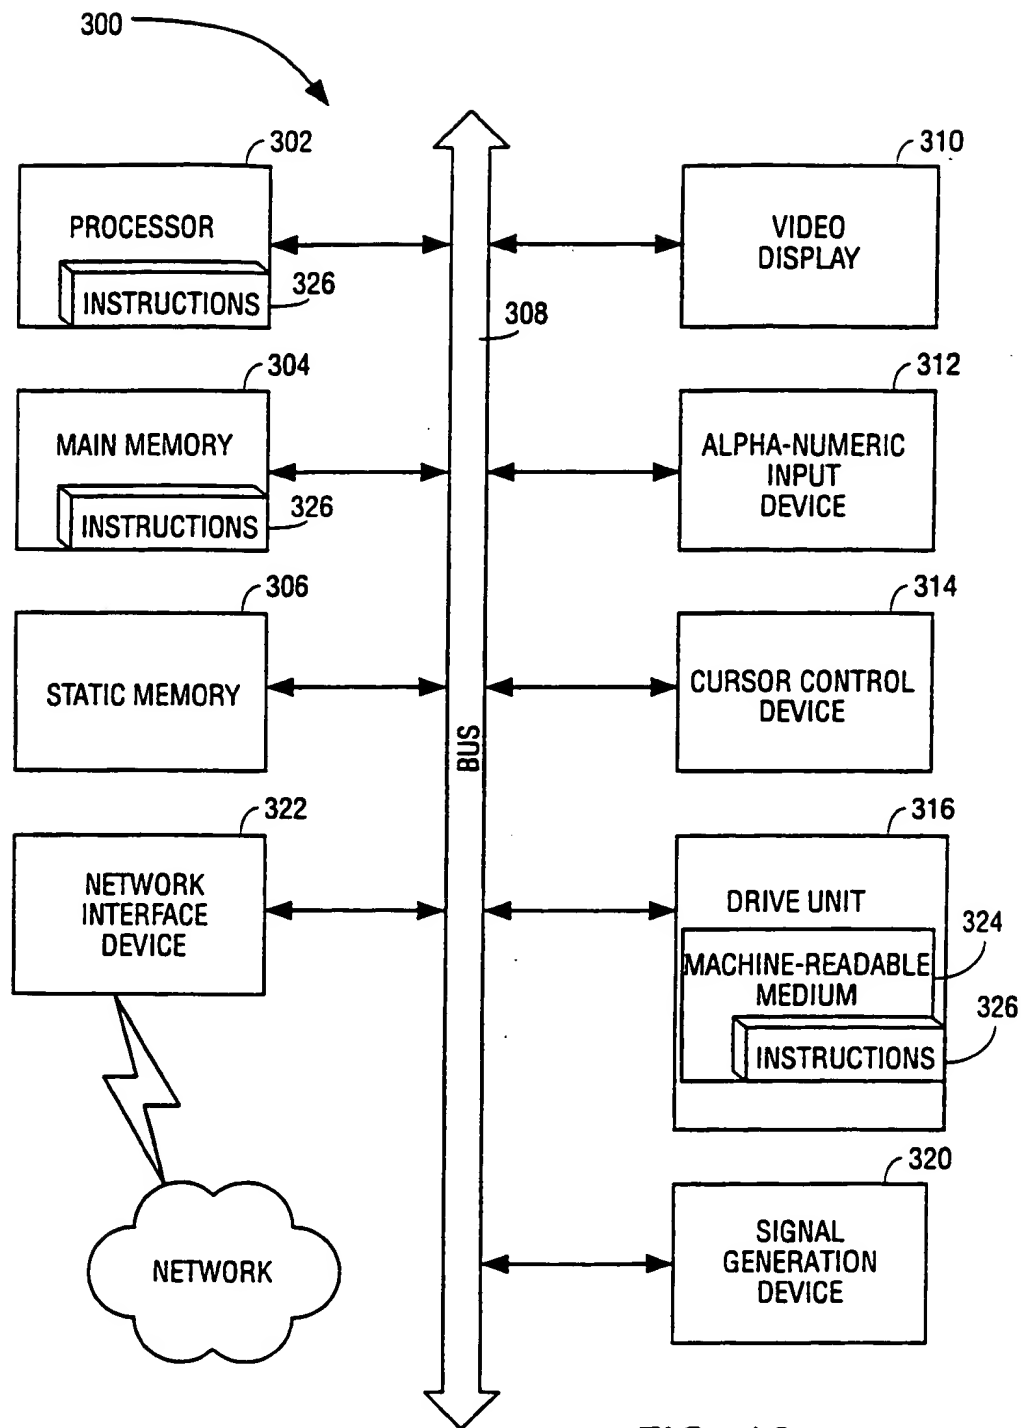 300
302
PROCESSOR
INSTRUCTIONS
326
304
MAIN MEMORY
INSTRUCTIONS
326
306
STATIC MEMORY
322
NETWORK
INTERFACE
DEVICE
NETWORK
308
BUS
310
VIDEO
DISPLAY
312
ALPHA-NUMERIC
INPUT
DEVICE
314
CURSOR CONTROL
DEVICE
316
DRIVE UNIT
324
MACHINE-READABLE
MEDIUM
326
INSTRUCTIONS
320
SIGNAL
GENERATION
DEVICE